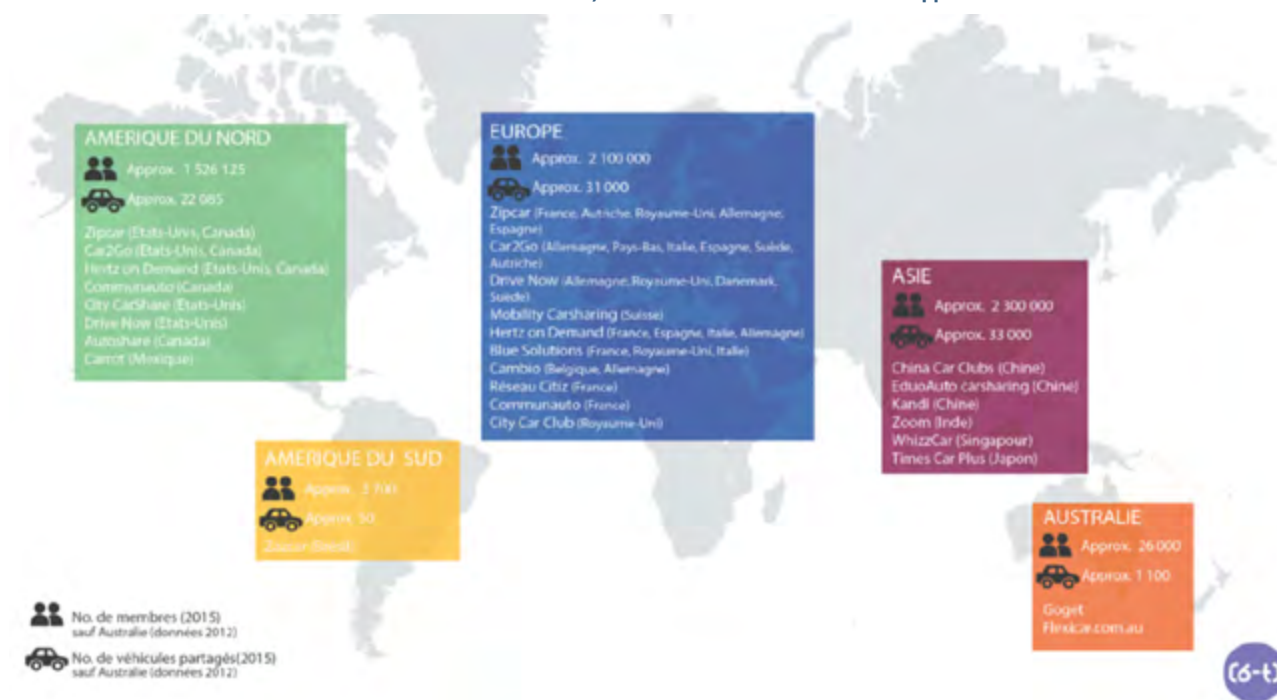 AMERIQUE DU NORD
Approx. 1 526 125
Approx. 22 085
Zipcar (Etats-Unis, Canada)
Car2Go (Etats-Unis, Canada)
Hertz on Demand (Etats-Unis, Canada)
Communauto (Canada)
City CarShare (Etats-Unis)
Drive Now (Etats-Unis)
Autoshare (Canada)
Carrot (Mexique)
EUROPE
Approx. 2 100 000
Approx. 31 000
Zipcar (France, Autriche, Royaume-Uni, Allemagne,
Espagne)
Car2Go (Allemagne, Pays-Bas, Italie, Espagne, Suède,
Autriche)
Drive Now (Allemagne, Royaume-Uni, Danemark,
Suède)
Mobility Carsharing (Suisse)
Hertz on Demand (France, Espagne, Italie, Allemagne)
Blue Solutions (France, Royaume-Uni, Italie)
Cambio (Belgique, Allemagne)
Réseau Citiz (France)
Communauto (France)
City Car Club (Royaume-Uni)
ASIE
Approx. 2 300 000
Approx. 33 000
China Car Clubs (Chine)
EduoAuto carsharing (Chine)
Kandi (Chine)
Zoom (Inde)
WhizzCar (Singapour)
Times Car Plus (Japon)
AMERIQUE DU SUD
Approx.
Approx. 50
AUSTRALIE
Approx. 26 000
Approx. 1 100
Goget
Flexicar.com.au
No. de membres (2015)
sauf Australie (données 2012)
No. de véhicules partagés(2015)
sauf Australie (données 2012)
(6-t)